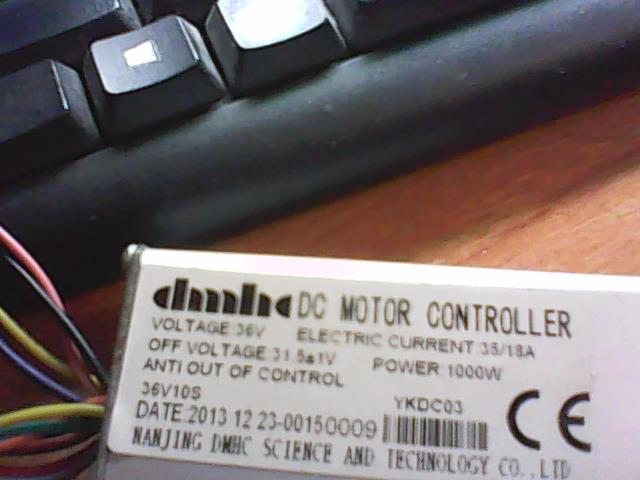 dmhc DC MOTOR CONTROLLER
VOLTAGE:36V ELECTRIC CURRENT:35/18A
OFF VOLTAGE:31.5±1V POWER:1000W
ANTI OUT OF CONTROL
36V10S YKDC03
DATE:2013 12 23-00150009 CE
NANJING DMHC SCIENCE AND TECHNOLOGY CO.,LTD